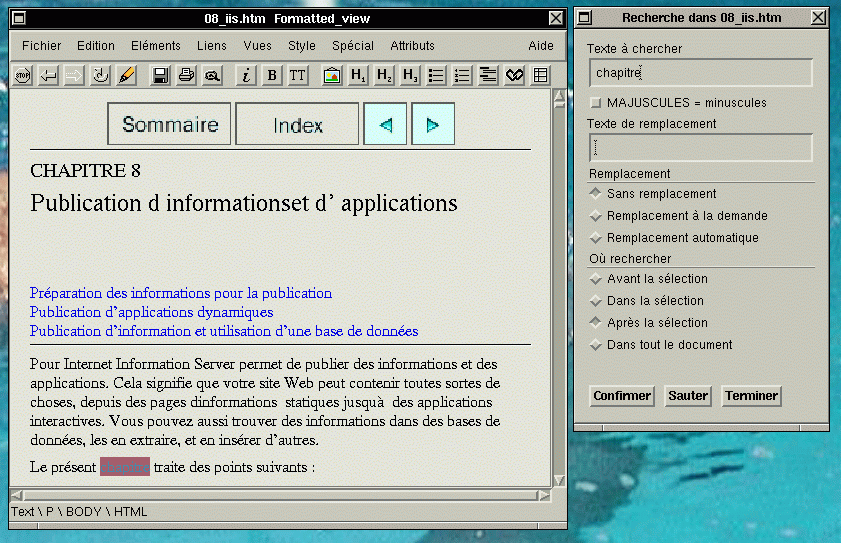 08_iis.htm Formatted_view
Fichier Edition Eléments Liens Vues Style Spécial Attributs Aide
STOP i B TT H1 H2 H3
Sommaire Index
CHAPITRE 8
Publication d informationset d’ applications
Préparation des informations pour la publication
Publication d’applications dynamiques
Publication d’information et utilisation d’une base de données
Pour Internet Information Server permet de publier des informations et des
applications. Cela signifie que votre site Web peut contenir toutes sortes de
choses, depuis des pages dinformations statiques jusquà des applications
interactives. Vous pouvez aussi trouver des informations dans des bases de
données, les en extraire, et en insérer d’autres.
Le présent chapitre traite des points suivants :
Text \ P \ BODY \ HTML
Recherche dans 08_iis.htm
Texte à chercher
chapitre
MAJUSCULES = minuscules
Texte de remplacement
Remplacement
Sans remplacement
Remplacement à la demande
Remplacement automatique
Où rechercher
Avant la sélection
Dans la sélection
Après la sélection
Dans tout le document
Confirmer Sauter Terminer